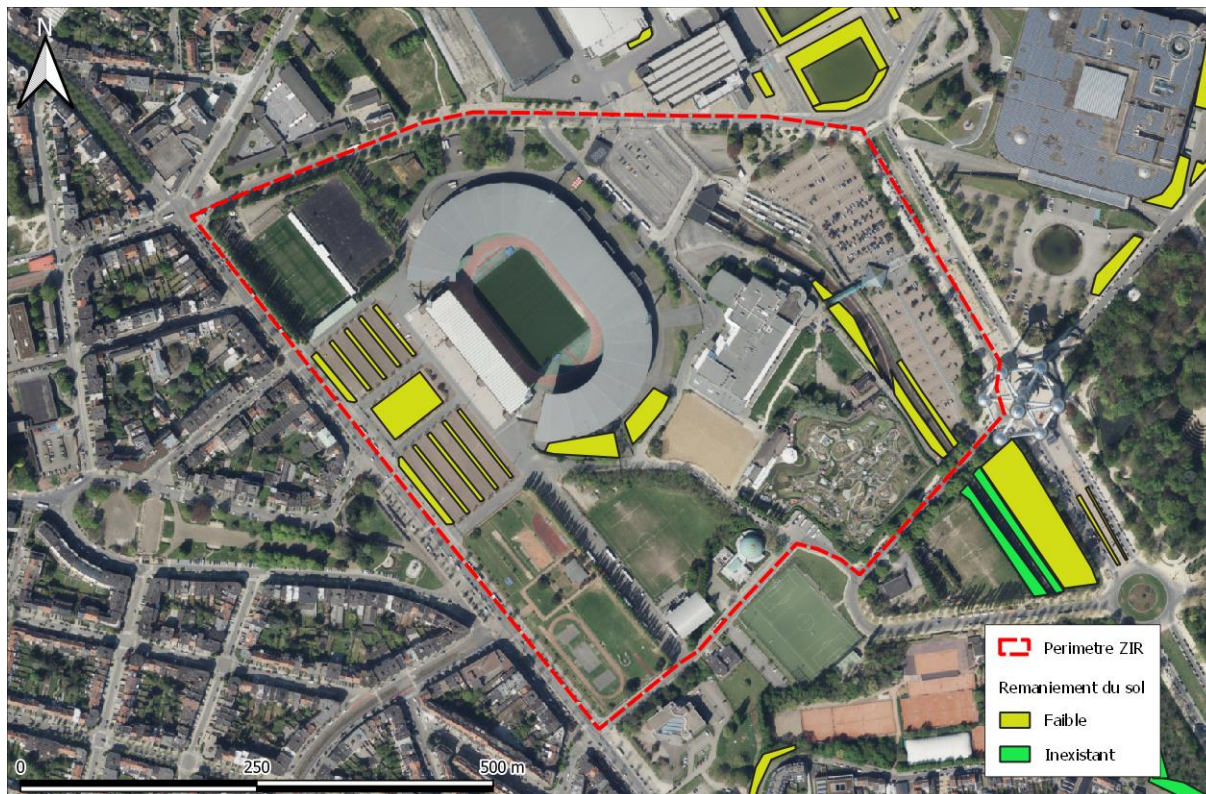 N
Perimetre ZIR
Remaniement du sol
Faible
Inexistant
0 250 500 m